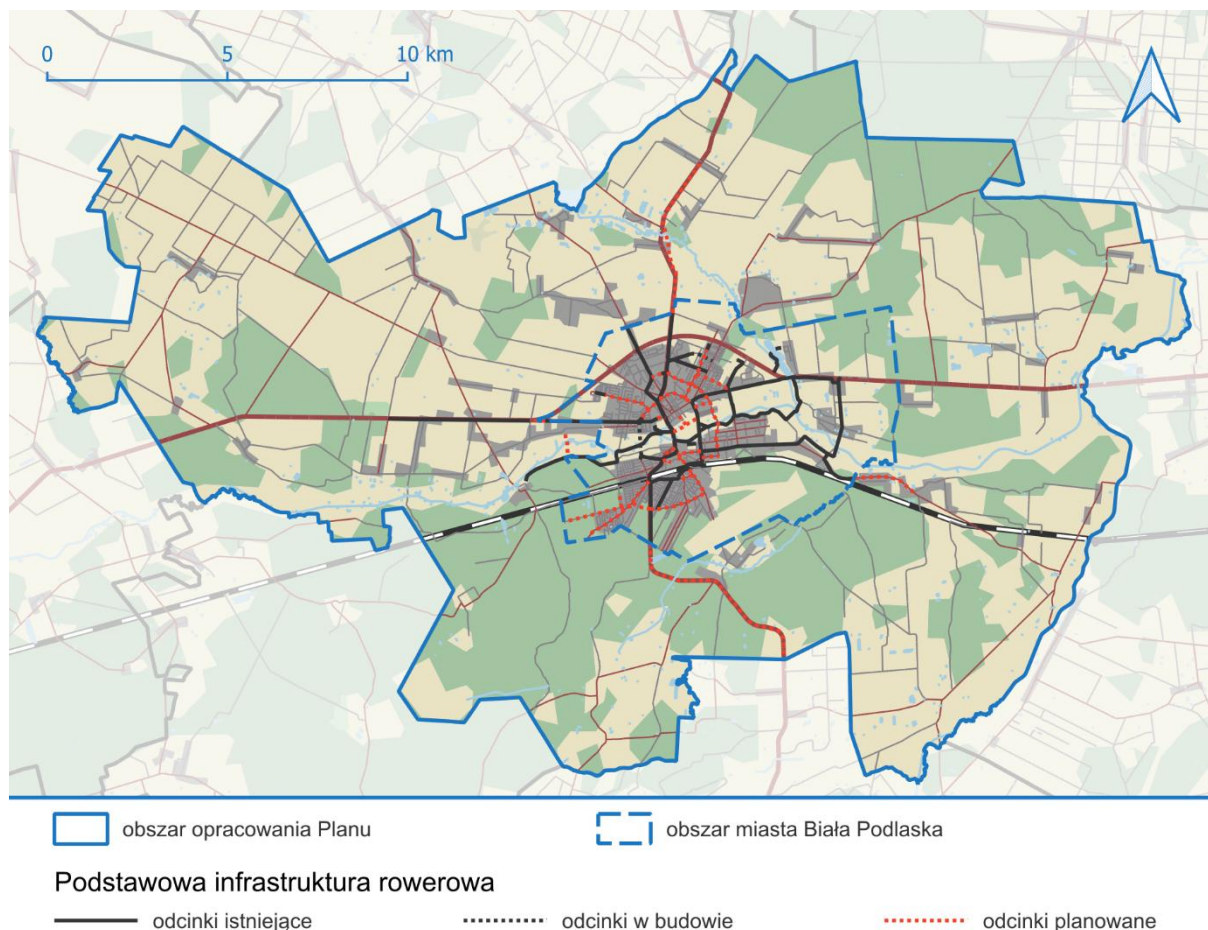 0 5 10 km
obszar opracowania Planu
obszar miasta Biała Podlaska
Podstawowa infrastruktura rowerowa
odcinki istniejące
odcinki w budowie
odcinki planowane